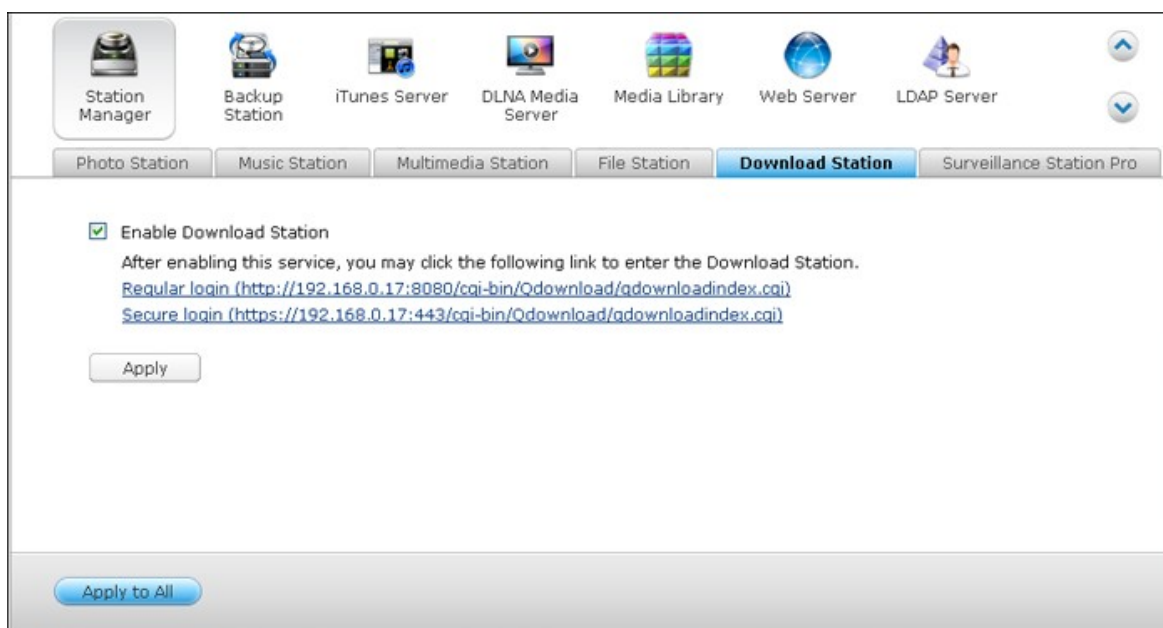 Station Manager
Backup Station
iTunes Server
DLNA Media Server
Media Library
Web Server
LDAP Server
Photo Station
Music Station
Multimedia Station
File Station
Download Station
Surveillance Station Pro
Enable Download Station
After enabling this service, you may click the following link to enter the Download Station.
Regular login (http://192.168.0.17:8080/cgi-bin/Qdownload/qdownloadindex.cgi)
Secure login (https://192.168.0.17:443/cgi-bin/Qdownload/qdownloadindex.cgi)
Apply
Apply to All